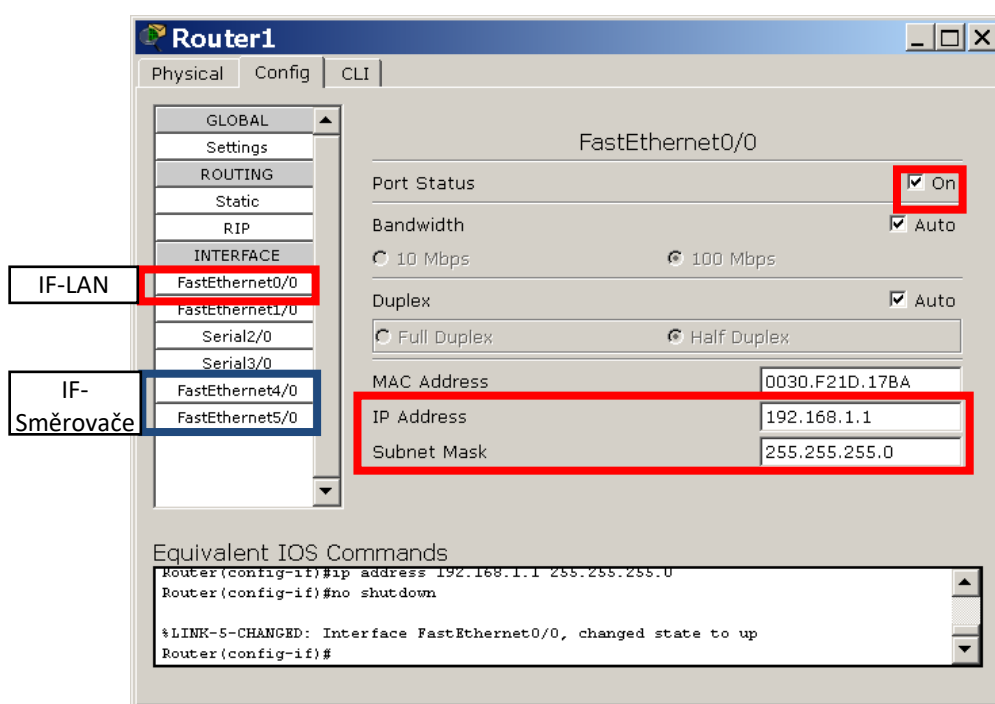 Router1
Physical Config CLI
GLOBAL
Settings
ROUTING
Static
RIP
INTERFACE
FastEthernet0/0
FastEthernet1/0
Serial2/0
Serial3/0
FastEthernet4/0
FastEthernet5/0
IF-LAN
IF-
Směrovače
FastEthernet0/0
Port Status On
Bandwidth Auto
10 Mbps 100 Mbps
Duplex Auto
Full Duplex Half Duplex
MAC Address 0030.F21D.17BA
IP Address 192.168.1.1
Subnet Mask 255.255.255.0
Equivalent IOS Commands
Router(config-if)#ip address 192.168.1.1 255.255.255.0
Router(config-if)#no shutdown
%LINK-5-CHANGED: Interface FastEthernet0/0, changed state to up
Router(config-if)#